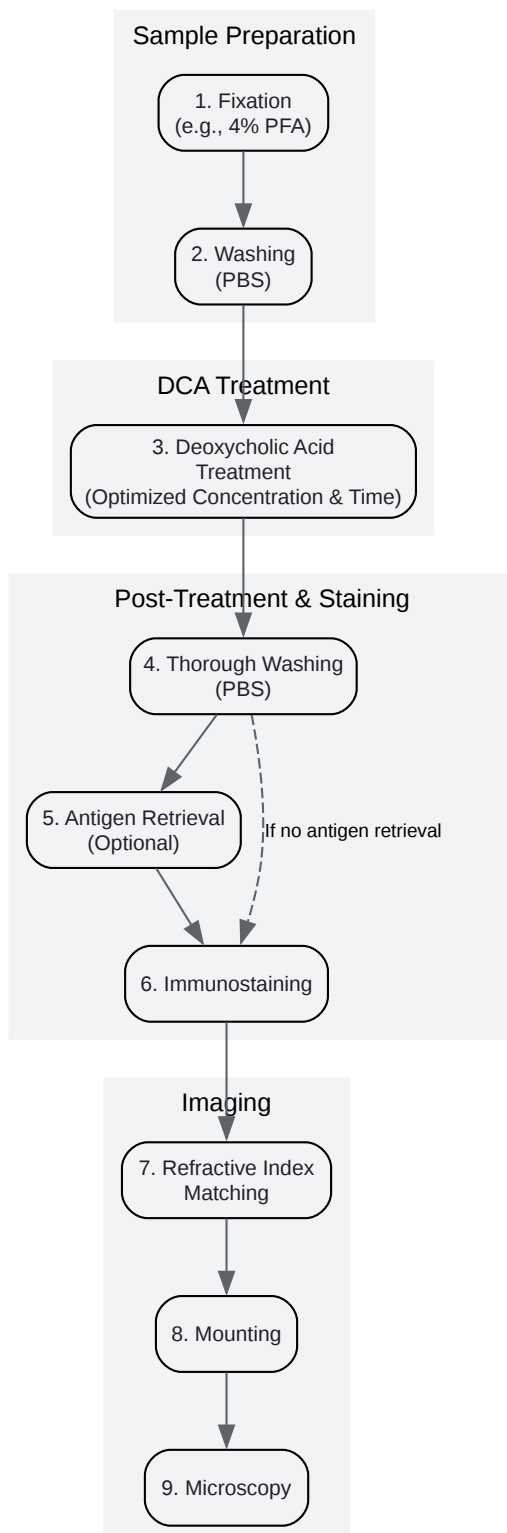 Sample Preparation
1. Fixation
(e.g., 4% PFA)
2. Washing
(PBS)
DCA Treatment
3. Deoxycholic Acid
Treatment
(Optimized Concentration & Time)
Post-Treatment & Staining
4. Thorough Washing
(PBS)
5. Antigen Retrieval
(Optional)
If no antigen retrieval
6. Immunostaining
Imaging
7. Refractive Index
Matching
8. Mounting
9. Microscopy